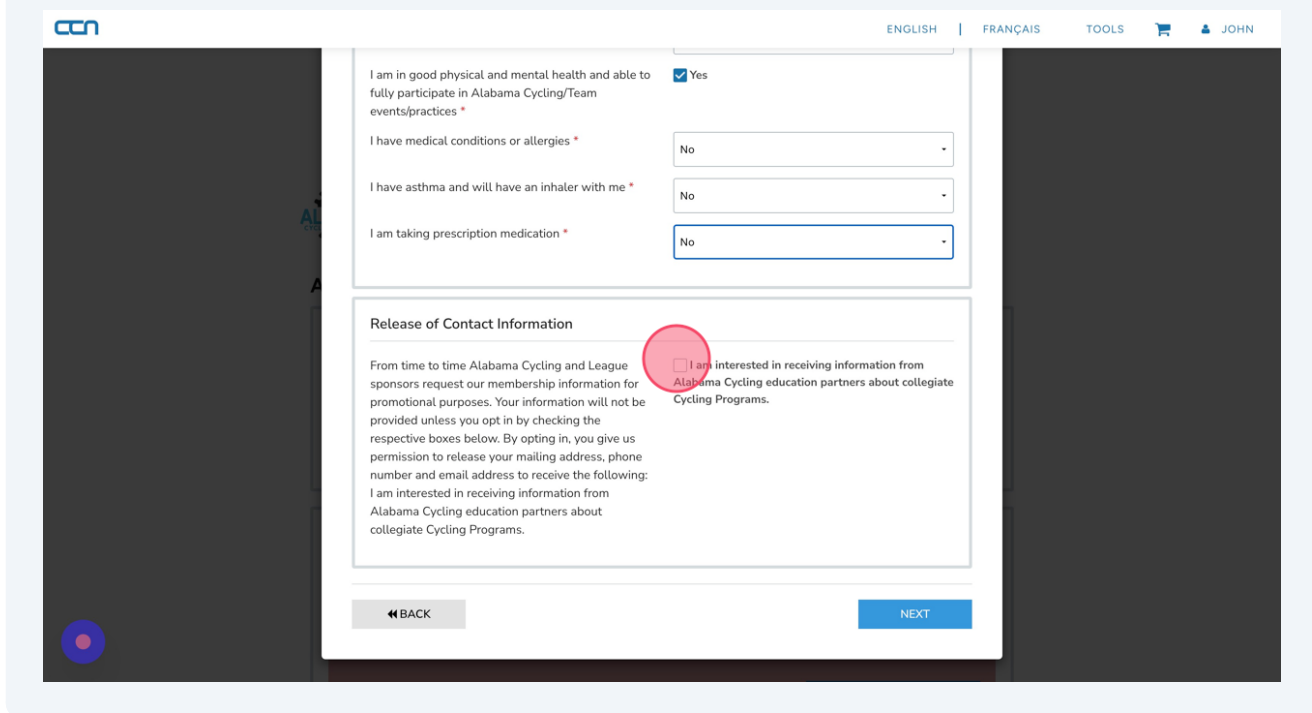 ccn
ENGLISH | FRANÇAIS TOOLS JOHN
I am in good physical and mental health and able to
fully participate in Alabama Cycling/Team
events/practices *
Yes
I have medical conditions or allergies *
No
I have asthma and will have an inhaler with me *
No
I am taking prescription medication *
No
Release of Contact Information
From time to time Alabama Cycling and League
sponsors request our membership information for
promotional purposes. Your information will not be
provided unless you opt in by checking the
respective boxes below. By opting in, you give us
permission to release your mailing address, phone
number and email address to receive the following:
I am interested in receiving information from
Alabama Cycling education partners about
collegiate Cycling Programs.
I am interested in receiving information from
Alabama Cycling education partners about collegiate
Cycling Programs.
BACK
NEXT